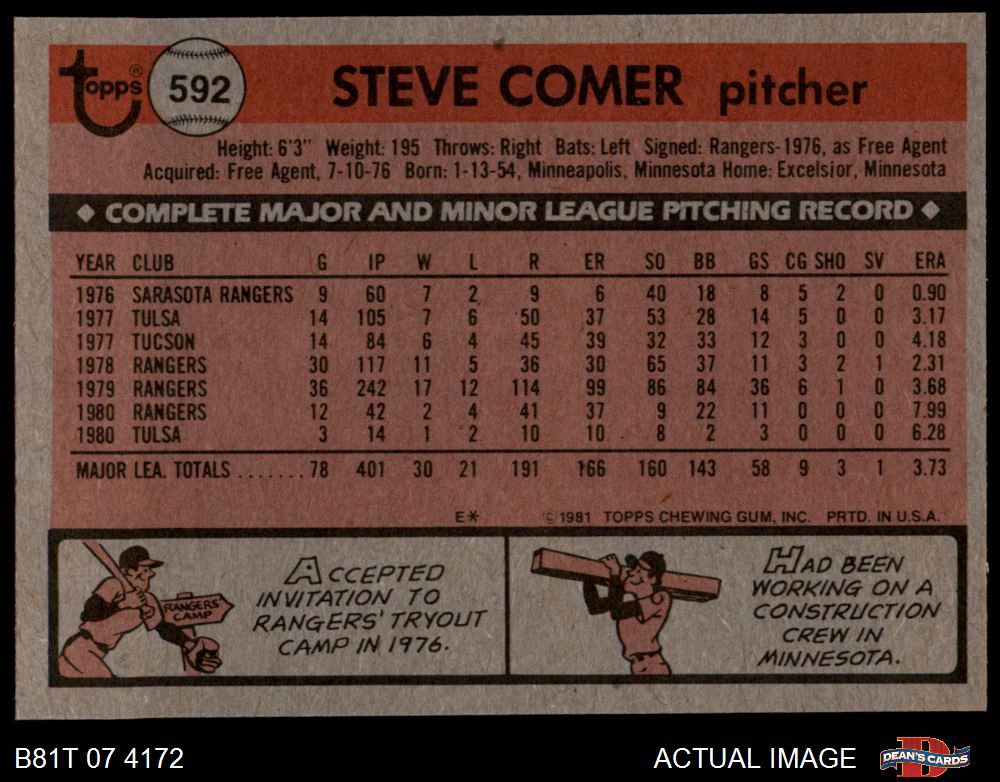 Topps® 592 STEVE COMER pitcher
Height: 6'3" Weight: 195 Throws: Right Bats: Left Signed: Rangers-1976, as Free Agent
Acquired: Free Agent, 7-10-76 Born: 1-13-54, Minneapolis, Minnesota Home: Excelsior, Minnesota
◆ COMPLETE MAJOR AND MINOR LEAGUE PITCHING RECORD ◆
YEAR CLUB G IP W L R ER SO BB GS CG SHO SV ERA
1976 SARASOTA RANGERS 9 60 7 2 9 6 40 18 8 5 2 0 0.90
1977 TULSA 14 105 7 6 50 37 53 28 14 5 0 0 3.17
1977 TUCSON 14 84 6 4 45 39 32 33 12 3 0 0 4.18
1978 RANGERS 30 117 11 5 36 30 65 37 11 3 2 1 2.31
1979 RANGERS 36 242 17 12 114 99 86 84 36 6 1 0 3.68
1980 RANGERS 12 42 2 4 41 37 9 22 11 0 0 0 7.99
1980 TULSA 3 14 1 2 10 10 8 2 3 0 0 0 6.28
MAJOR LEA. TOTALS ....... 78 401 30 21 191 166 160 143 58 9 3 1 3.73
E* © 1981 TOPPS CHEWING GUM, INC. PRTD. IN U.S.A.
RANGERS'
CAMP
ACCEPTED
INVITATION TO
RANGERS' TRYOUT
CAMP IN 1976.
HAD BEEN
WORKING ON A
CONSTRUCTION
CREW IN
MINNESOTA.
B81T 07 4172 ACTUAL IMAGE DEAN'S CARDS